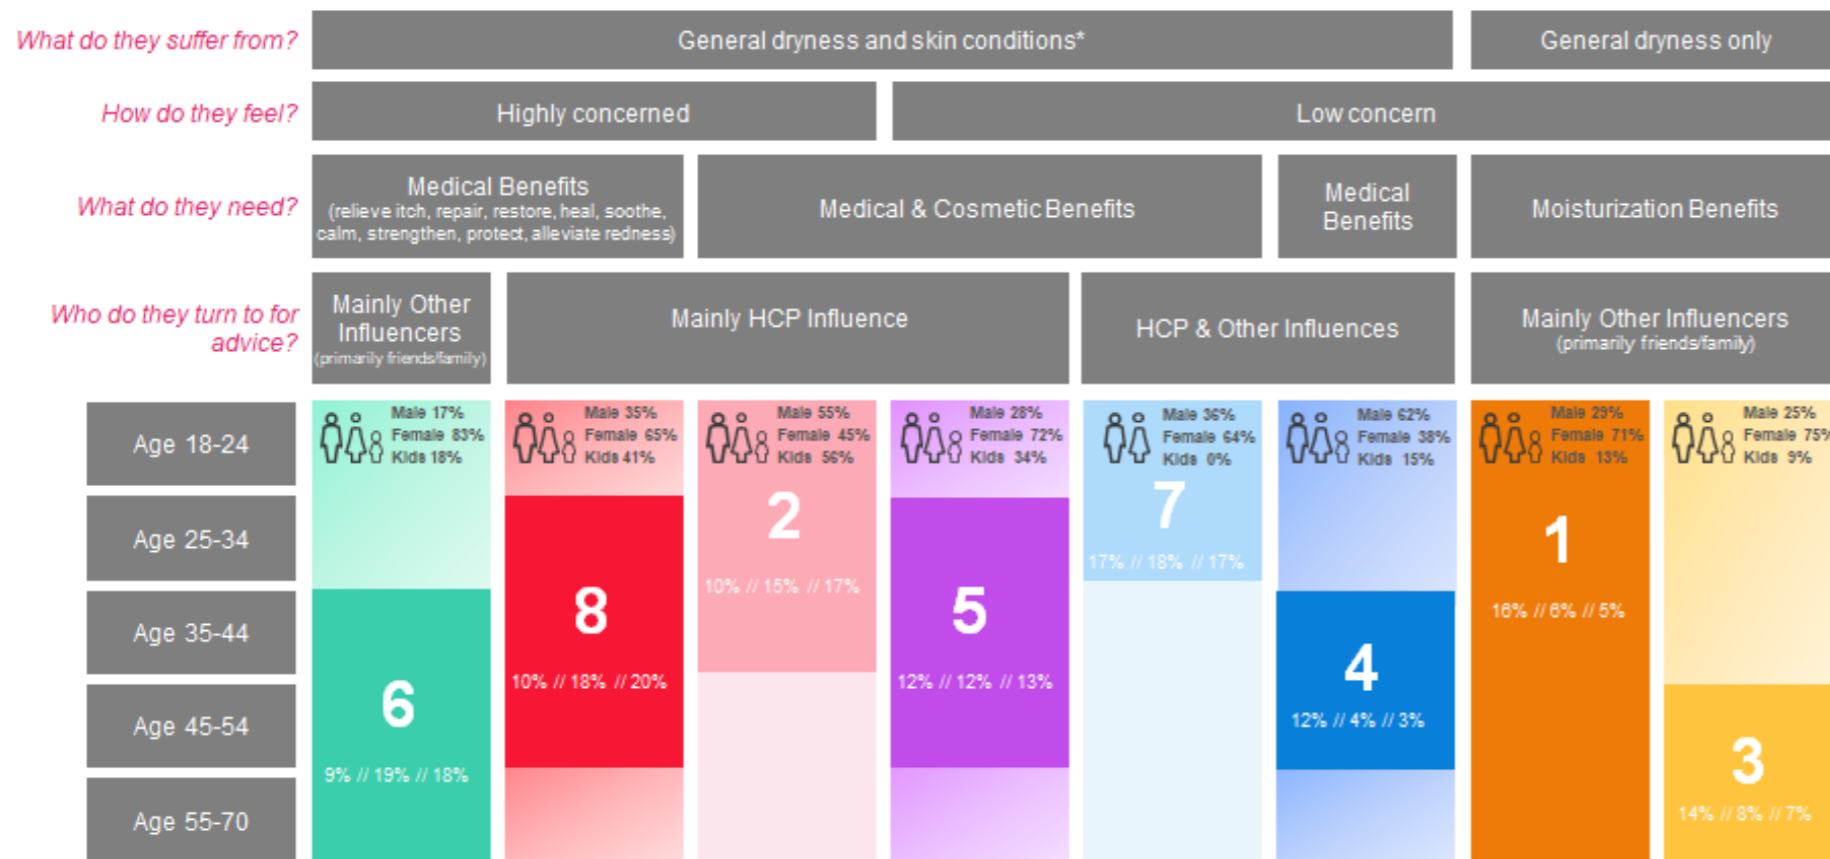 What do they suffer from?
General dryness and skin conditions*
General dryness only
How do they feel?
Highly concerned
Low concern
What do they need?
Medical Benefits
(relieve itch, repair, restore, heal, soothe,
calm, strengthen, protect, alleviate redness)
Medical & Cosmetic Benefits
Medical
Benefits
Moisturization Benefits
Who do they turn to for
advice?
Mainly Other
Influencers
(primarily friends/family)
Mainly HCP Influence
HCP & Other Influences
Mainly Other Influencers
(primarily friends/family)
Age 18-24
Age 25-34
Age 35-44
Age 45-54
Age 55-70
Male 17%
Female 83%
Kids 18%
6
9% // 19% // 18%
Male 35%
Female 65%
Kids 41%
8
10% // 18% // 20%
Male 55%
Female 45%
Kids 56%
2
10% // 15% // 17%
Male 28%
Female 72%
Kids 34%
5
12% // 12% // 13%
Male 36%
Female 64%
Kids 0%
7
17% // 18% // 17%
Male 62%
Female 38%
Kids 15%
4
12% // 4% // 3%
Male 29%
Female 71%
Kids 13%
1
16% // 6% // 5%
Male 25%
Female 75%
Kids 9%
3
14% // 8% // 7%